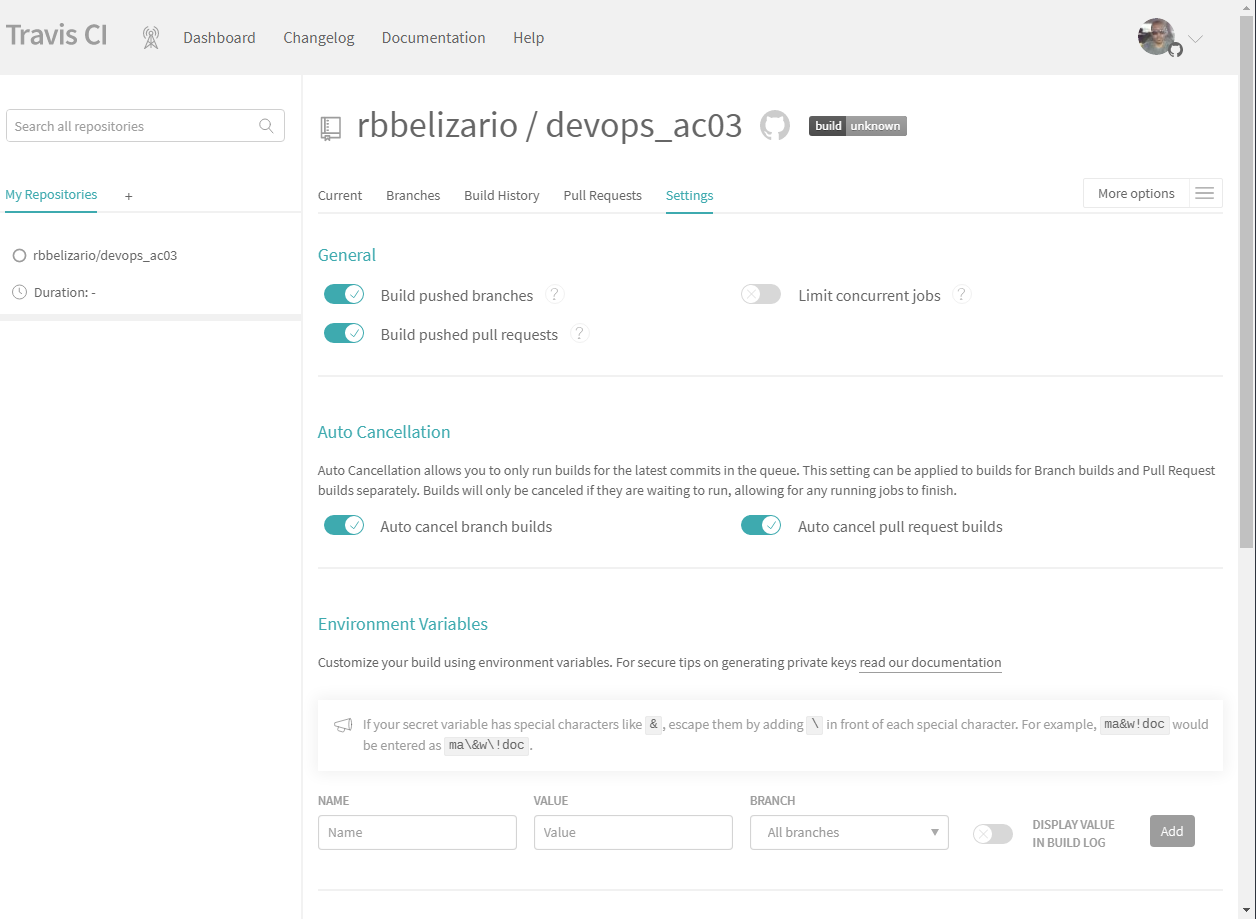 Travis CI
Dashboard
Changelog
Documentation
Help
Search all repositories
My Repositories
+
rbbelizario/devops_ac03
Duration: -
rbbelizario / devops_ac03
build unknown
Current
Branches
Build History
Pull Requests
Settings
More options
General
Build pushed branches ?
Limit concurrent jobs ?
Build pushed pull requests ?
Auto Cancellation
Auto Cancellation allows you to only run builds for the latest commits in the queue. This setting can be applied to builds for Branch builds and Pull Request
builds separately. Builds will only be canceled if they are waiting to run, allowing for any running jobs to finish.
Auto cancel branch builds
Auto cancel pull request builds
Environment Variables
Customize your build using environment variables. For secure tips on generating private keys read our documentation
If your secret variable has special characters like &, escape them by adding \ in front of each special character. For example, ma&w!doc would
be entered as ma\&w\!doc.
NAME
VALUE
BRANCH
Name
Value
All branches
DISPLAY VALUE
IN BUILD LOG
Add